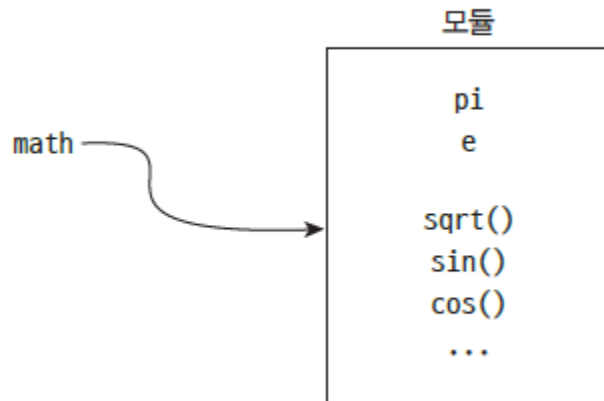 모듈
pi
math
e
sqrt()
sin()
cos()
...